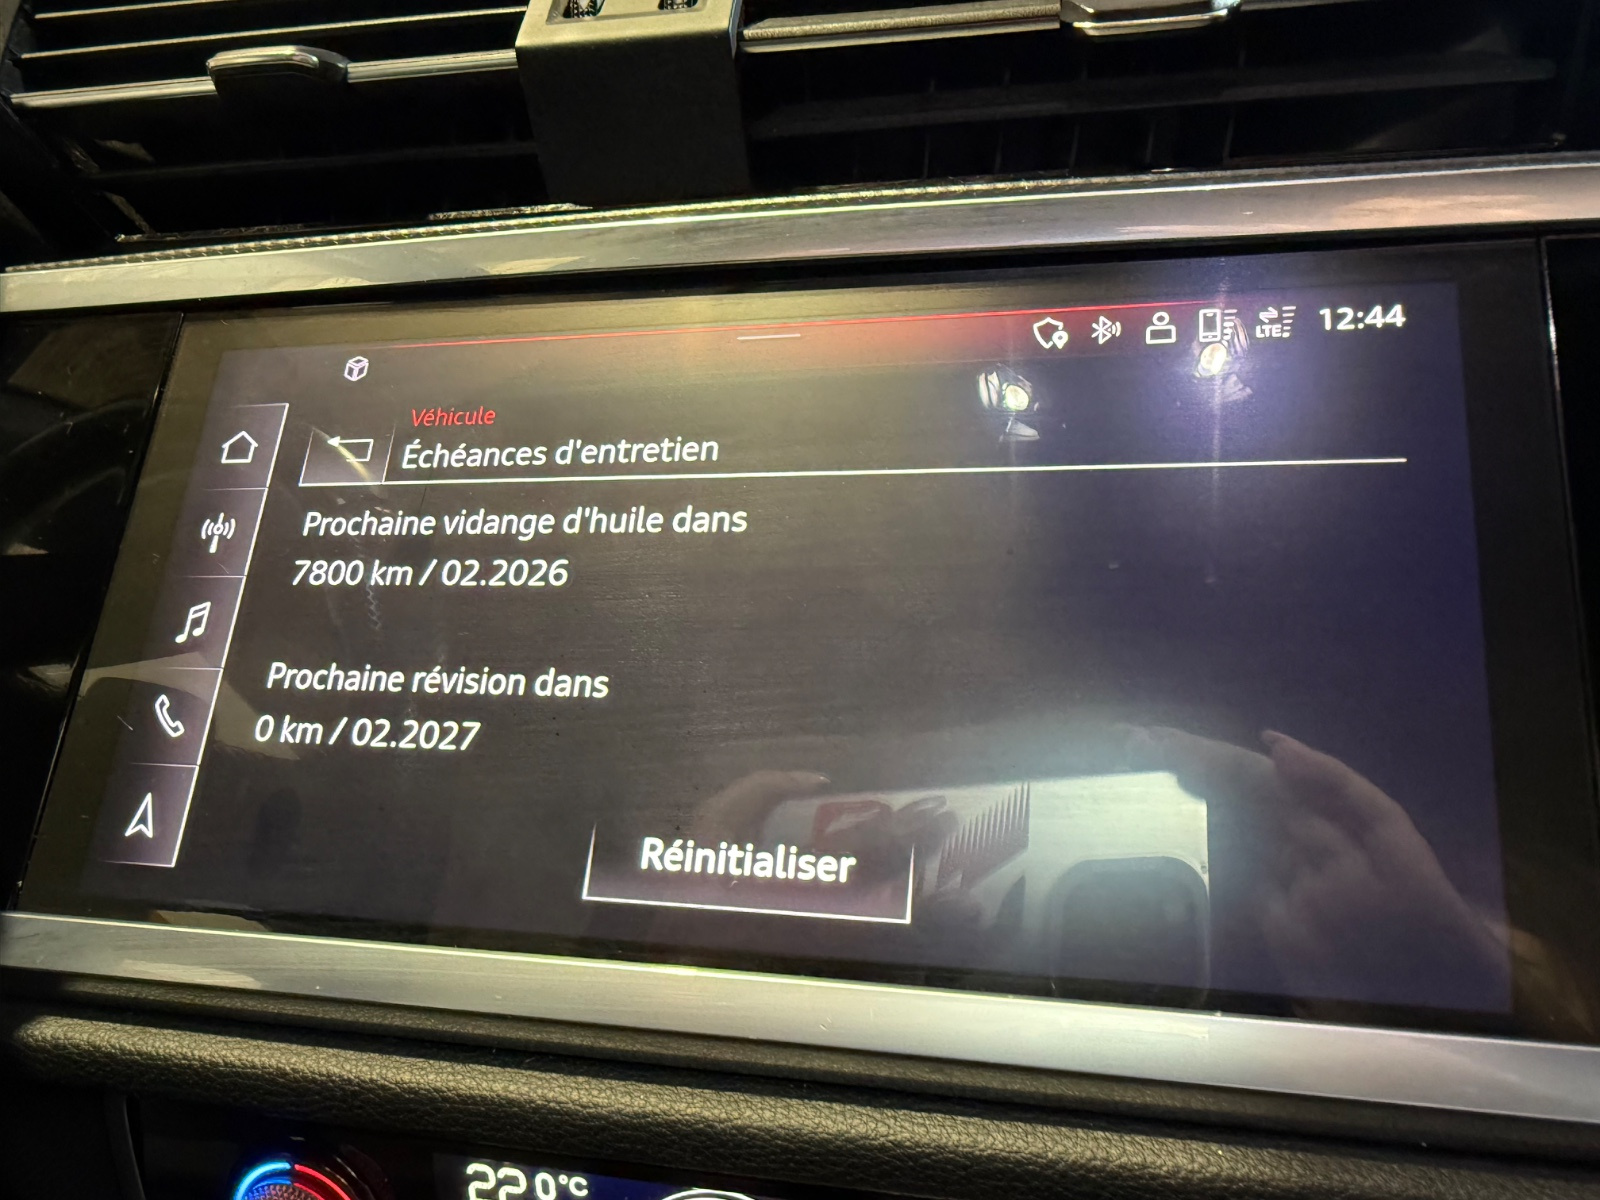 LTE
12:44
Véhicule
Échéances d'entretien
Prochaine vidange d'huile dans
7800 km / 02.2026
Prochaine révision dans
0 km / 02.2027
Réinitialiser
22.0°C